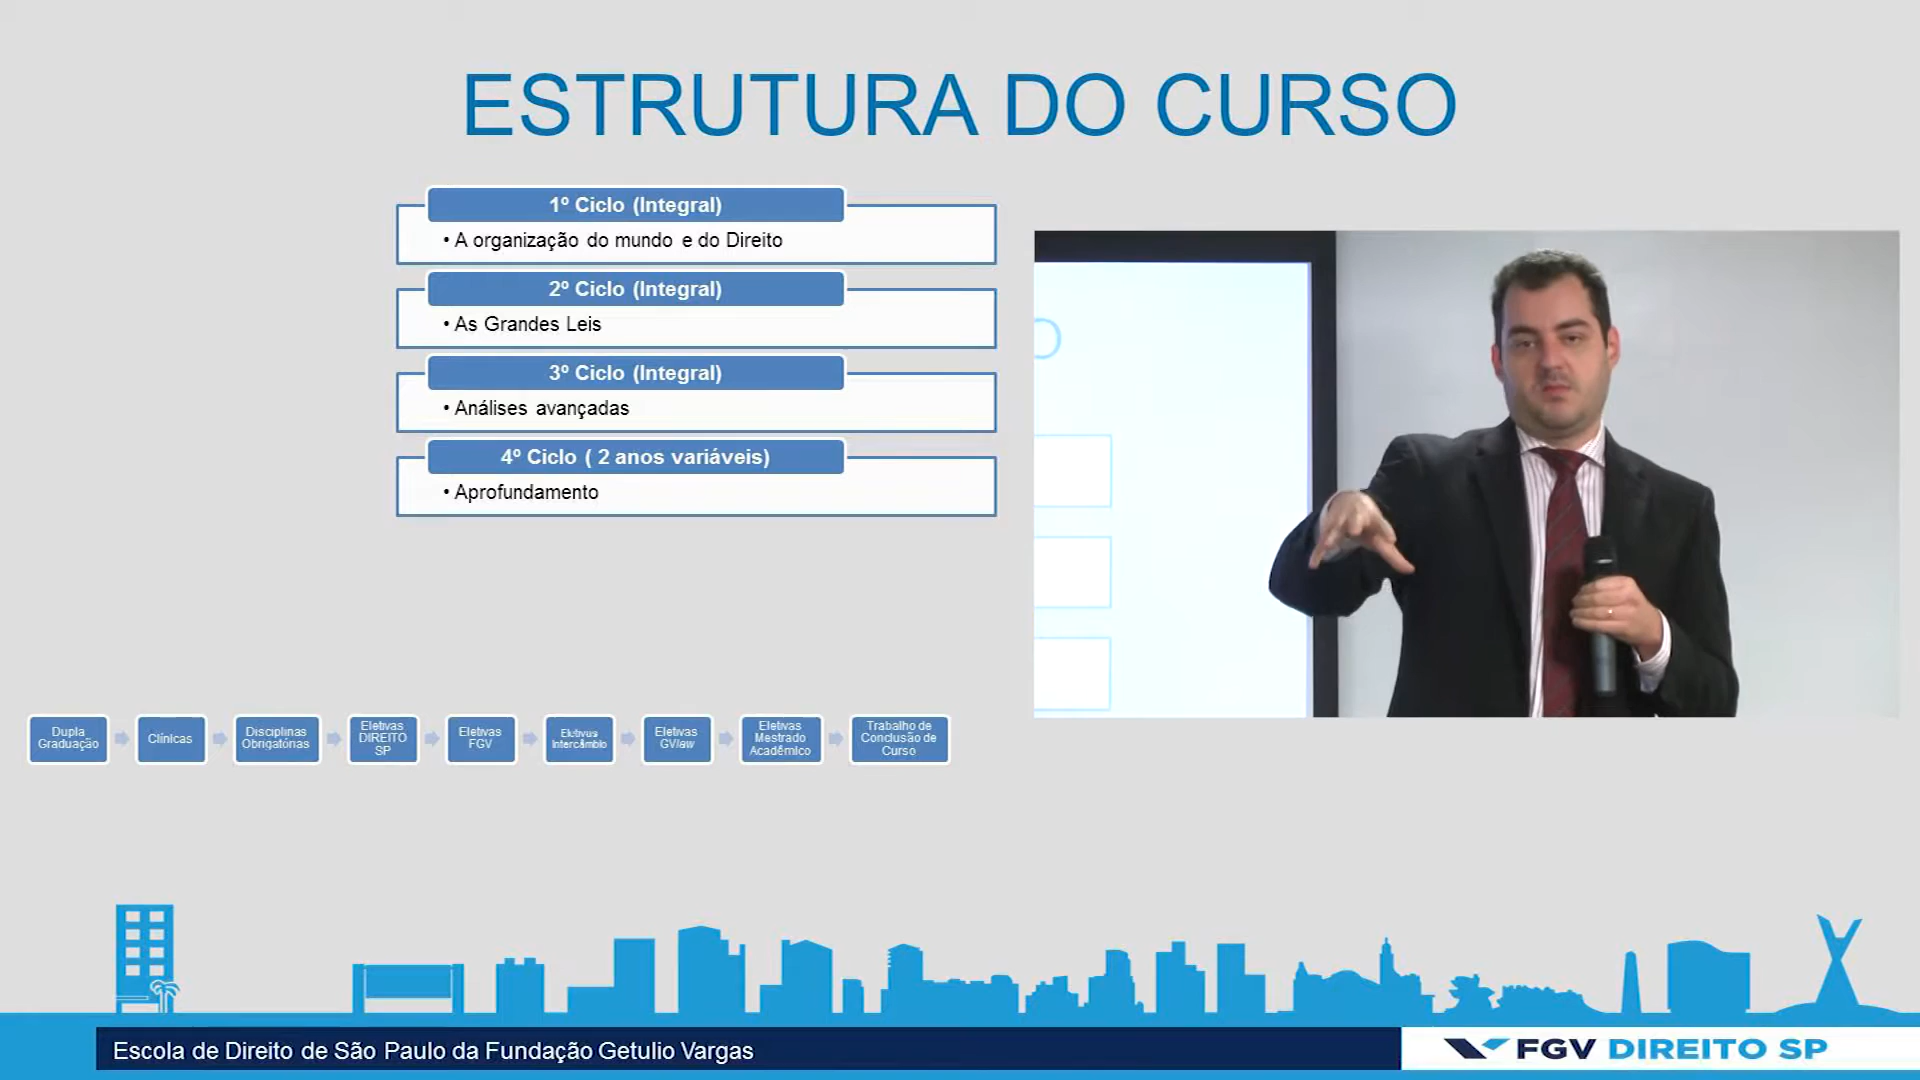 ESTRUTURA DO CURSO
1º Ciclo (Integral)
• A organização do mundo e do Direito
2º Ciclo (Integral)
• As Grandes Leis
3º Ciclo (Integral)
• Análises avançadas
4º Ciclo ( 2 anos variáveis)
• Aprofundamento
Dupla
Graduação
Clínicas
Disciplinas
Obrigatórias
Eletivas
DIREITO
SP
Eletivas
FGV
Eletivas
Intercâmbio
Eletivas
GVlaw
Eletivas
Mestrado
Acadêmico
Trabalho de
Conclusão de
Curso
O
Escola de Direito de São Paulo da Fundação Getulio Vargas
FGV DIREITO SP